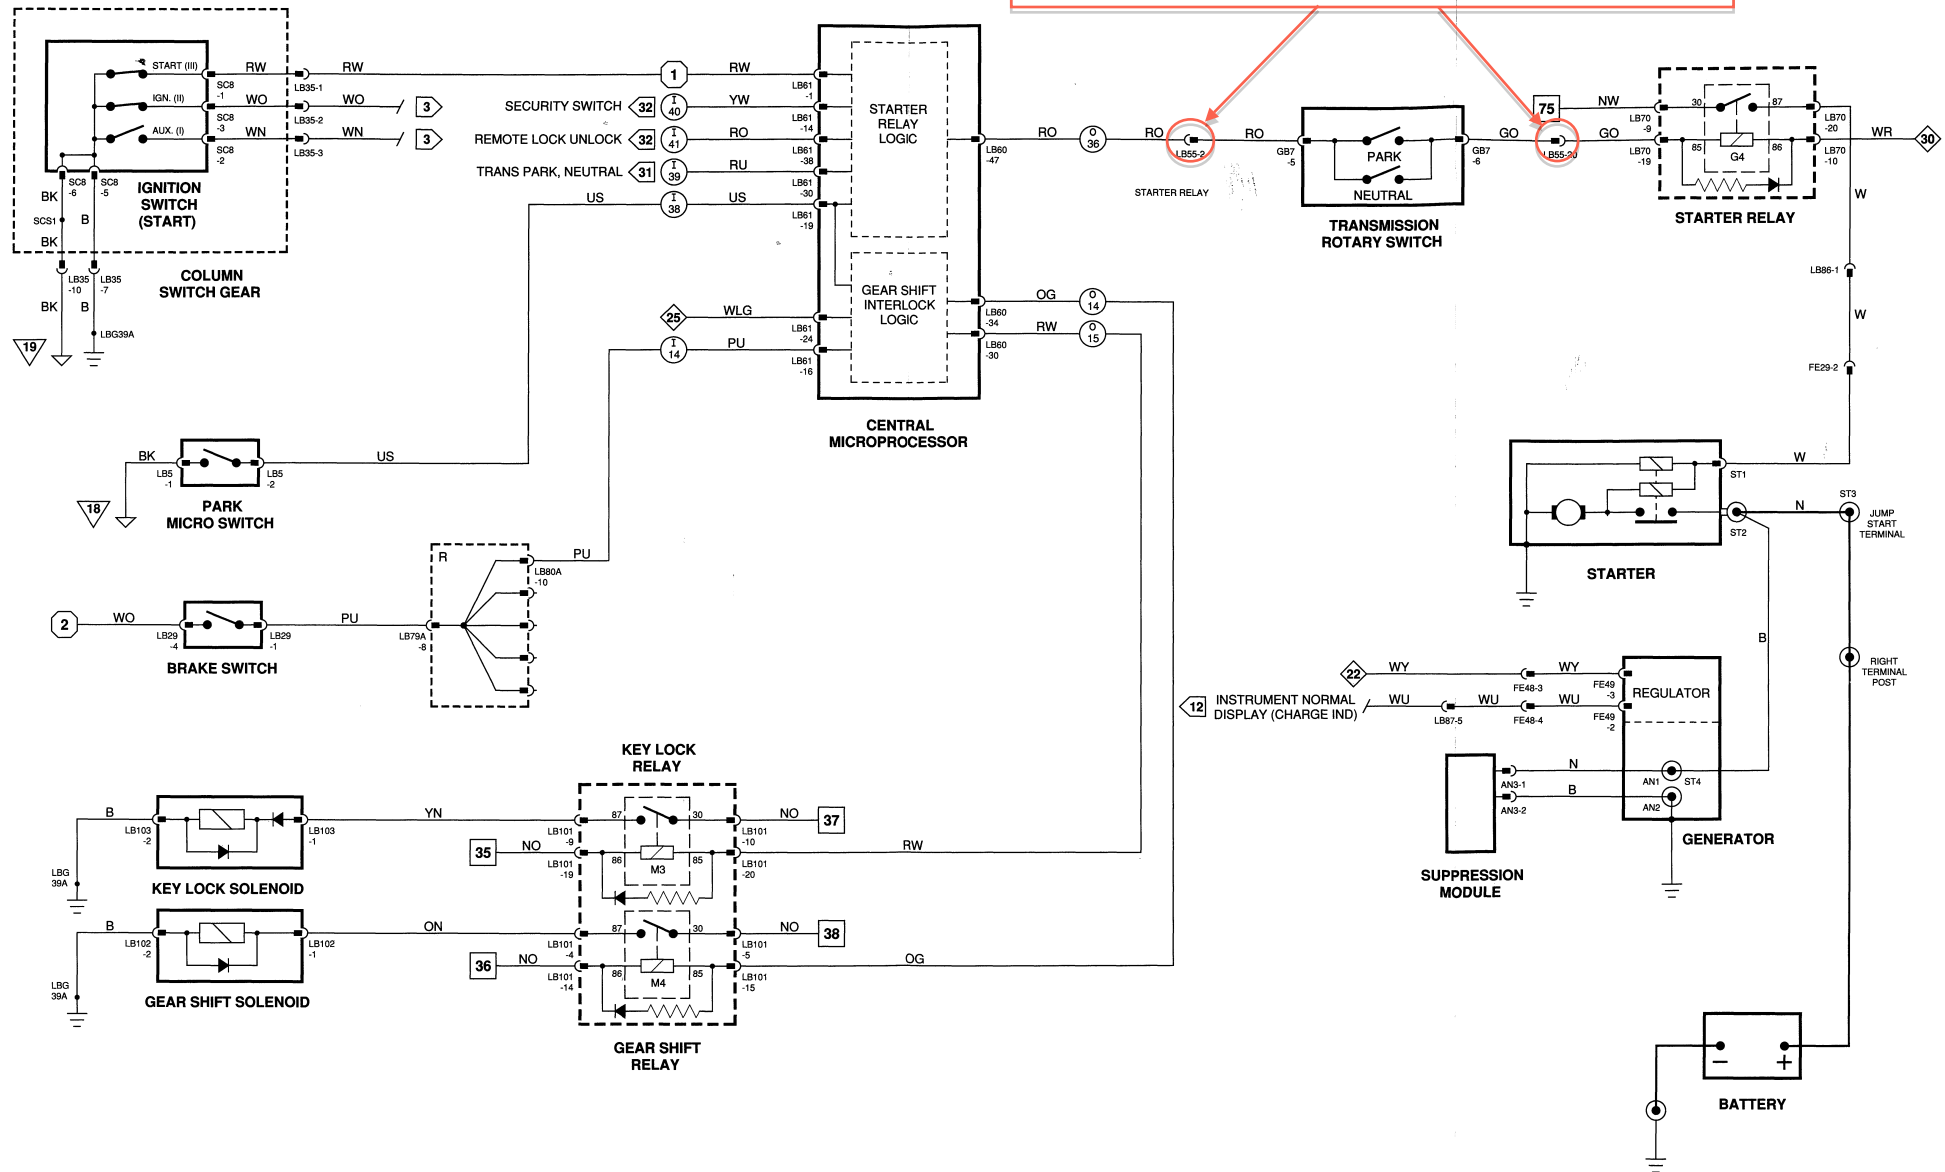 START (III)
RW
SC8
-1
LB35-1
RW
1
RW
LB61
-1
IGN. (II)
WO
SC8
-3
LB35-2
WO
3
SECURITY SWITCH
32
I
40
YW
LB61
-14
AUX. (I)
WN
SC8
-2
LB35-3
WN
3
REMOTE LOCK UNLOCK
32
I
41
RO
LB61
-38
TRANS PARK, NEUTRAL
31
I
39
RU
LB61
-30
US
I
38
US
LB61
-19
BK
SC8
-6
SC8
-5
SCS1
B
BK
IGNITION
SWITCH
(START)
LB35
-10
LB35
-7
COLUMN
SWITCH GEAR
BK
B
LBG39A
19
STARTER
RELAY
LOGIC
GEAR SHIFT
INTERLOCK
LOGIC
25
WLG
LB61
-24
I
14
PU
LB61
-16
CENTRAL
MICROPROCESSOR
RO
LB60
-47
O
36
RO
LB55-2
RO
GB7
-5
STARTER RELAY
PARK
NEUTRAL
TRANSMISSION
ROTARY SWITCH
GO
GB7
-6
LB55-20
GO
75
NW
LB70
-9
LB70
-19
30
87
85
86
G4
LB70
-20
LB70
-10
WR
30
STARTER RELAY
OG
LB60
-34
O
14
RW
LB60
-30
O
15
W
LB86-1
W
FE29-2
W
ST1
ST2
N
ST3
JUMP
START
TERMINAL
STARTER
B
RIGHT
TERMINAL
POST
BK
LB5
-1
LB5
-2
US
PARK
MICRO SWITCH
18
2
WO
LB29
-4
LB29
-1
PU
BRAKE SWITCH
LB79A
-8
R
LB80A
-10
PU
22
WY
FE48-3
WY
FE49
-3
12
INSTRUMENT NORMAL
DISPLAY (CHARGE IND)
WU
LB87-5
WU
FE48-4
WU
FE49
-2
REGULATOR
N
AN3-1
AN1
ST4
B
AN3-2
AN2
GENERATOR
SUPPRESSION
MODULE
KEY LOCK
RELAY
B
LB103
-2
LB103
-1
YN
LB101
-9
87
30
LB101
-10
NO
37
35
NO
LB101
-19
86
85
M3
LB101
-20
RW
LBG
39A
KEY LOCK SOLENOID
B
LB102
-2
LB102
-1
ON
LB101
-4
87
30
LB101
-5
NO
38
36
NO
LB101
-14
86
85
M4
LB101
-15
OG
LBG
39A
GEAR SHIFT SOLENOID
GEAR SHIFT
RELAY
−
+
BATTERY